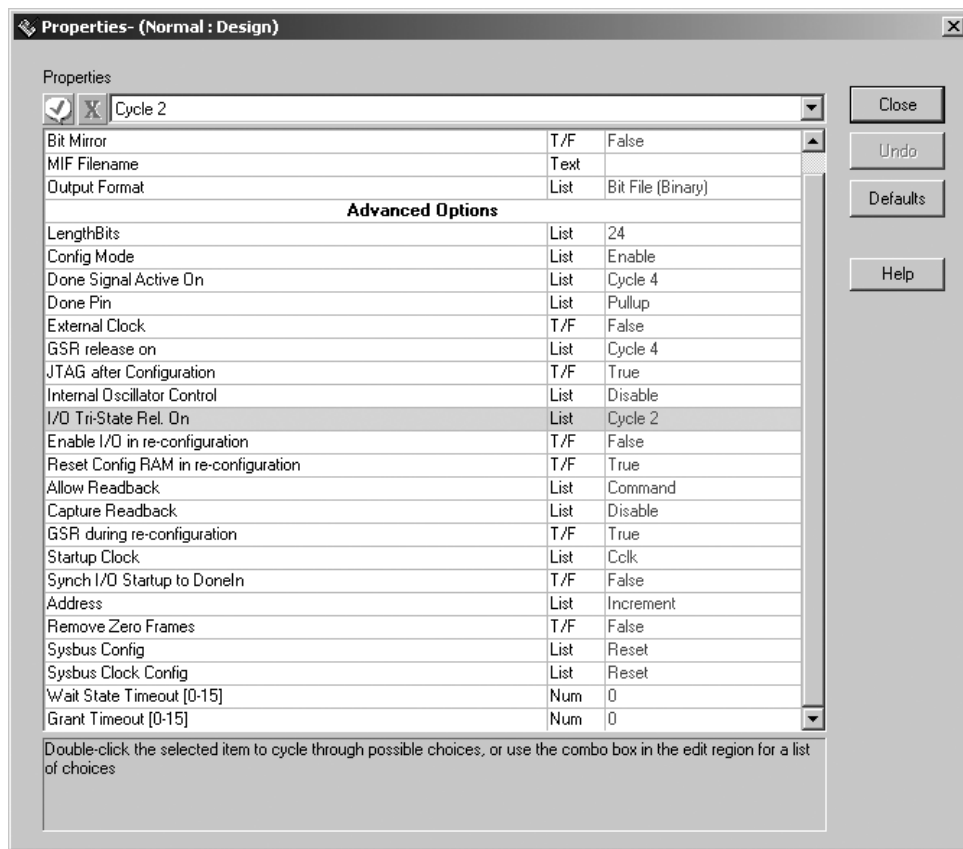 Properties- (Normal : Design)
Properties
X Cycle 2
Close
Undo
Defaults
Help
Bit Mirror T/F False
MIF Filename Text
Output Format List Bit File (Binary)
Advanced Options
LengthBits List 24
Config Mode List Enable
Done Signal Active On List Cycle 4
Done Pin List Pullup
External Clock T/F False
GSR release on List Cycle 4
JTAG after Configuration T/F True
Internal Oscillator Control List Disable
I/O Tri-State Rel. On List Cycle 2
Enable I/O in re-configuration T/F False
Reset Config RAM in re-configuration T/F True
Allow Readback List Command
Capture Readback List Disable
GSR during re-configuration T/F True
Startup Clock List Cclk
Synch I/O Startup to DoneIn T/F False
Address List Increment
Remove Zero Frames T/F False
Sysbus Config List Reset
Sysbus Clock Config List Reset
Wait State Timeout [0-15] Num 0
Grant Timeout [0-15] Num 0
Double-click the selected item to cycle through possible choices, or use the combo box in the edit region for a list
of choices